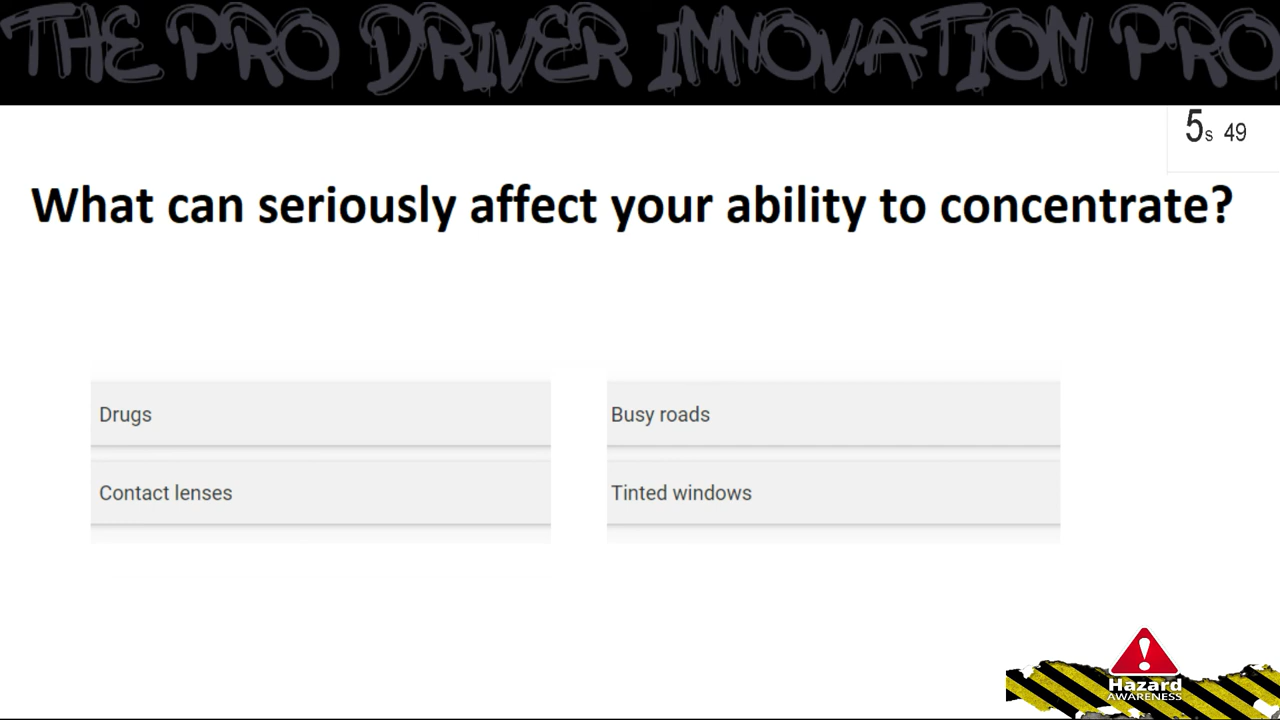 THE PRO DRIVER INNOVATION PRO
5s 49
What can seriously affect your ability to concentrate?
Drugs
Busy roads
Contact lenses
Tinted windows
Hazard
AWARENESS